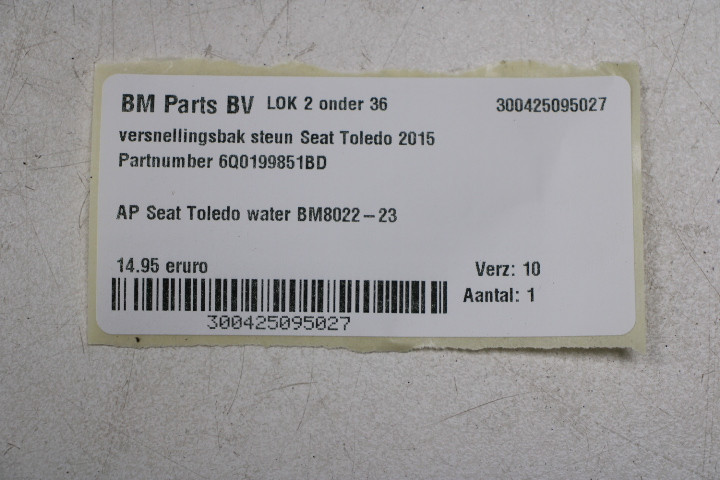 BM Parts BV LOK 2 onder 36 300425095027
versnellingsbak steun Seat Toledo 2015
Partnumber 6Q0199851BD
AP Seat Toledo water BM8022-23
14.95 eruro Verz: 10
Aantal: 1
300425095027